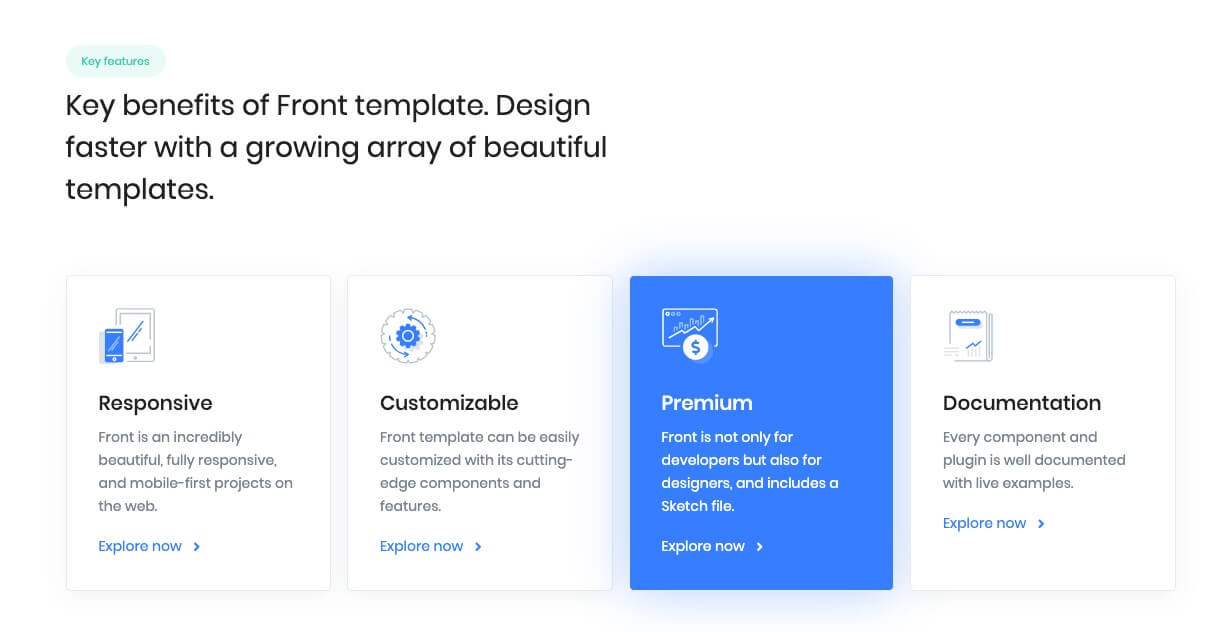 Key features
Key benefits of Front template. Design
faster with a growing array of beautiful
templates.
Responsive
Front is an incredibly
beautiful, fully responsive,
and mobile-first projects on
the web.
Explore now
Customizable
Front template can be easily
customized with its cutting-
edge components and
features.
Explore now
$
Premium
Front is not only for
developers but also for
designers, and includes a
Sketch file.
Explore now
Documentation
Every component and
plugin is well documented
with live examples.
Explore now